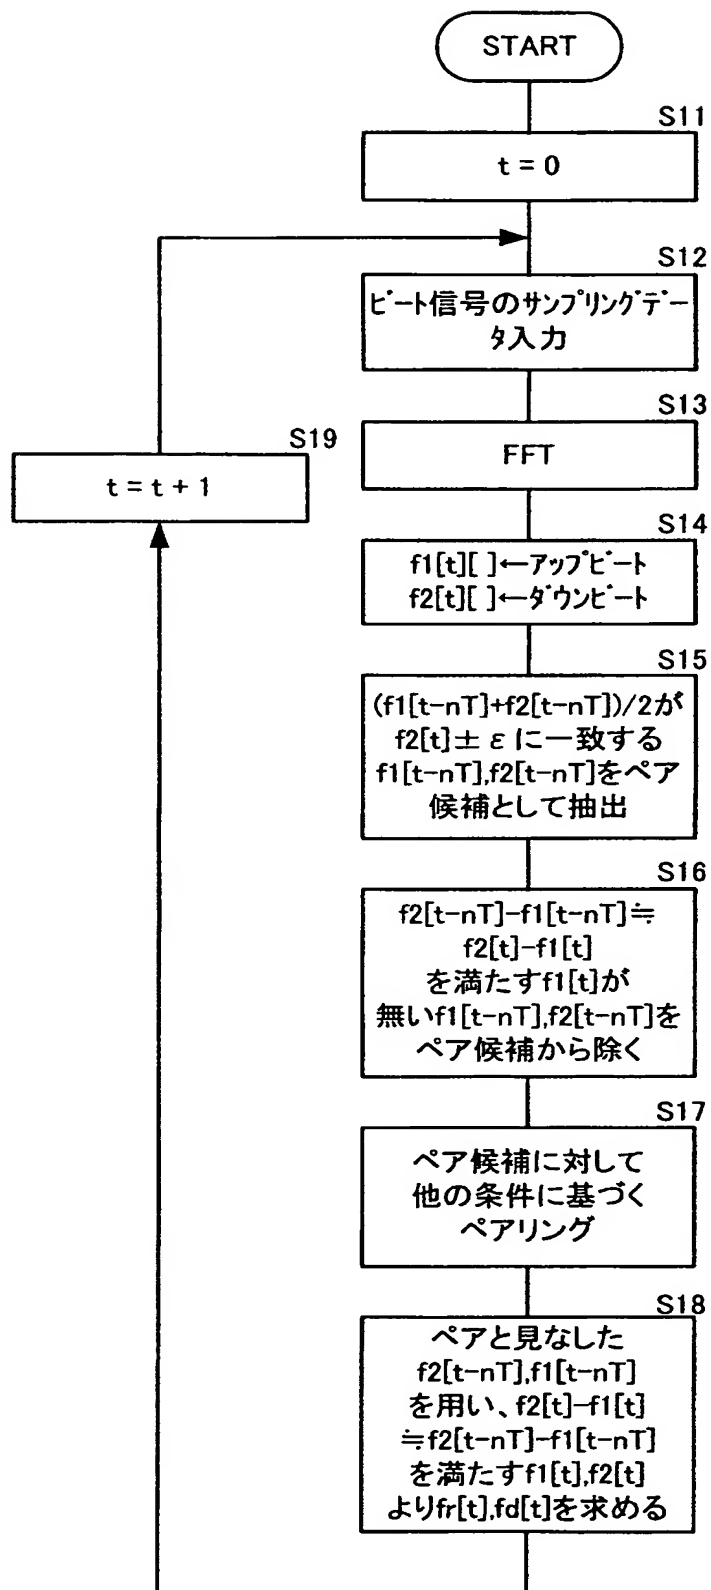 START
S11
t = 0
S12
ビート信号のサンプリングデー
タ入力
S13
FFT
S19
t = t + 1
S14
f1[t][ ]←アップビート
f2[t][ ]←ダウンビート
S15
(f1[t-nT]+f2[t-nT])/2が
f2[t]±εに一致する
f1[t-nT],f2[t-nT]をペア
候補として抽出
S16
f2[t-nT]-f1[t-nT]≒
f2[t]-f1[t]
を満たすf1[t]が
無いf1[t-nT],f2[t-nT]を
ペア候補から除く
S17
ペア候補に対して
他の条件に基づく
ペアリング
S18
ペアと見なした
f2[t-nT],f1[t-nT]
を用い、f2[t]-f1[t]
≒f2[t-nT]-f1[t-nT]
を満たすf1[t],f2[t]
よりfr[t],fd[t]を求める